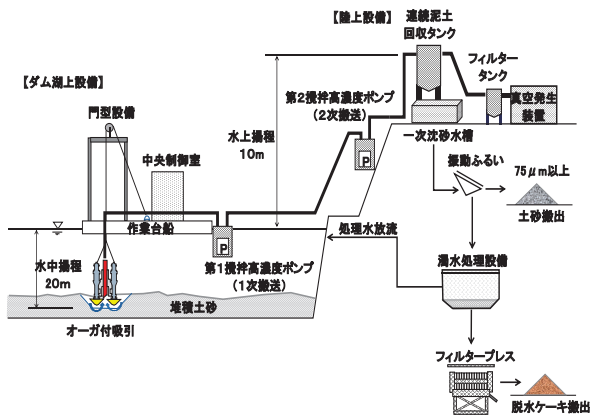 【陸上設備】
連続泥土
回収タンク
フィルター
タンク
真空発生
装置
【ダム湖上設備】
門型設備
中央制御室
水上揚程
10m
第2攪拌高濃度ポンプ
（2次搬送）
P
一次沈砂水槽
振動ふるい
75μm以上
土砂搬出
作業台船
P
処理水放流
水中揚程
20m
第1攪拌高濃度ポンプ
（1次搬送）
濁水処理設備
堆積土砂
オーガ付吸引
フィルタープレス
脱水ケーキ搬出